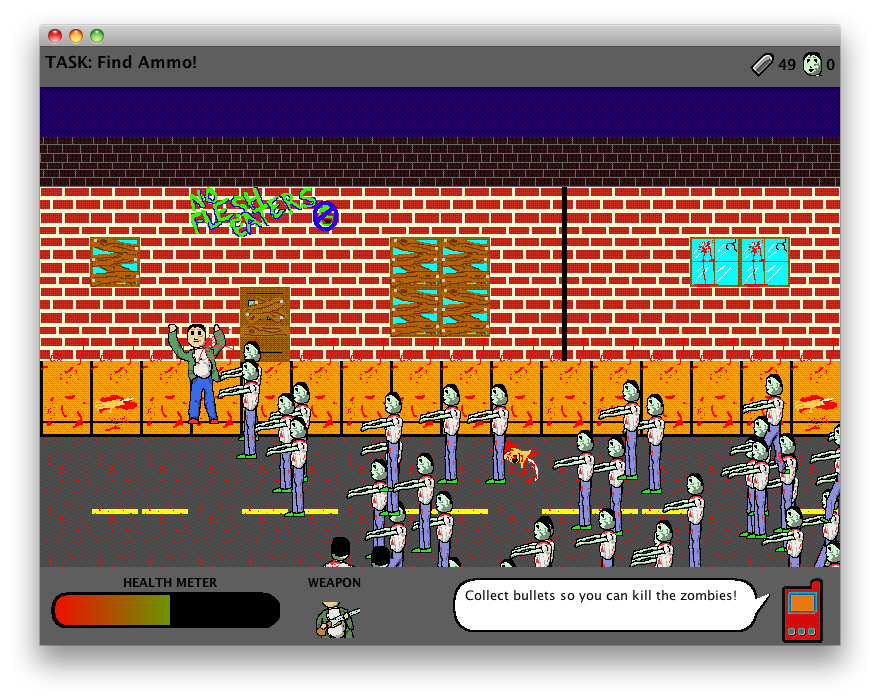 TASK: Find Ammo!
49
0
HEALTH METER
WEAPON
Collect bullets so you can kill the zombies!